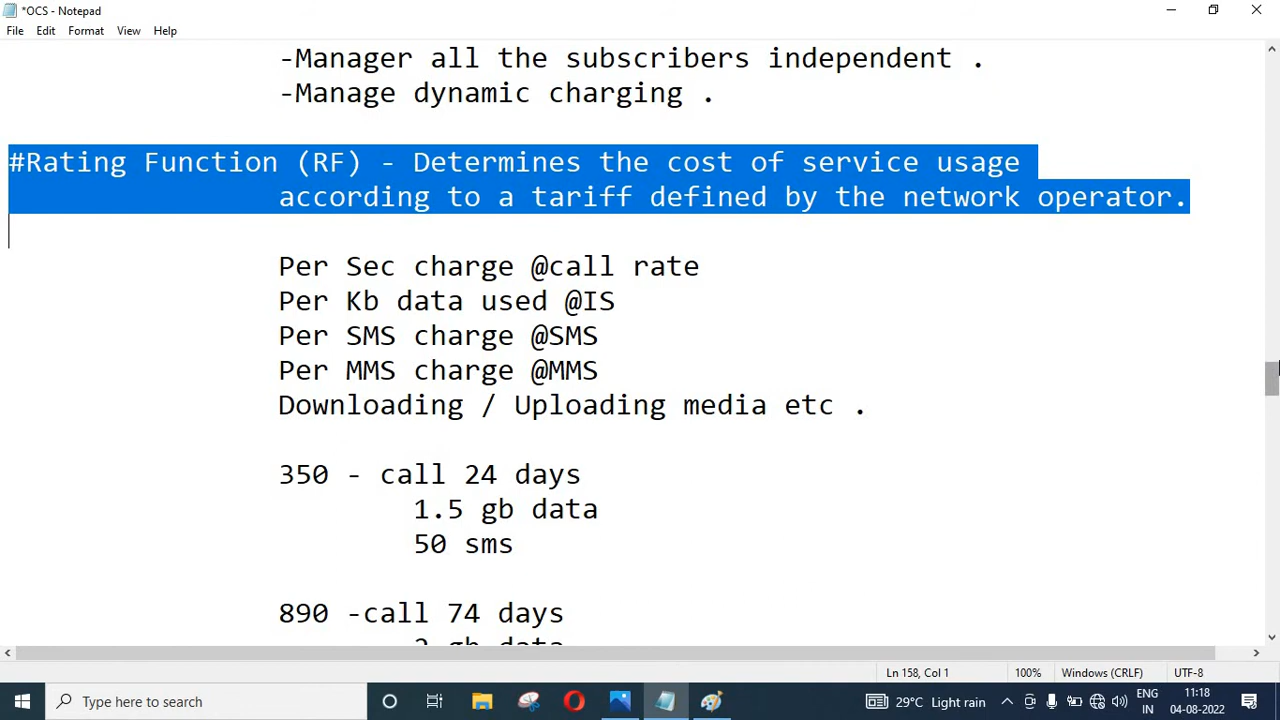 *OCS - Notepad
File Edit Format View Help
-Manager all the subscribers independent .
-Manage dynamic charging .
#Rating Function (RF) - Determines the cost of service usage
according to a tariff defined by the network operator.
Per Sec charge @call rate
Per Kb data used @IS
Per SMS charge @SMS
Per MMS charge @MMS
Downloading / Uploading media etc .
350 - call 24 days
1.5 gb data
50 sms
890 -call 74 days
2 gb data
Ln 158, Col 1 100% Windows (CRLF) UTF-8
Type here to search 29°C Light rain ENG 11:18
IN 04-08-2022